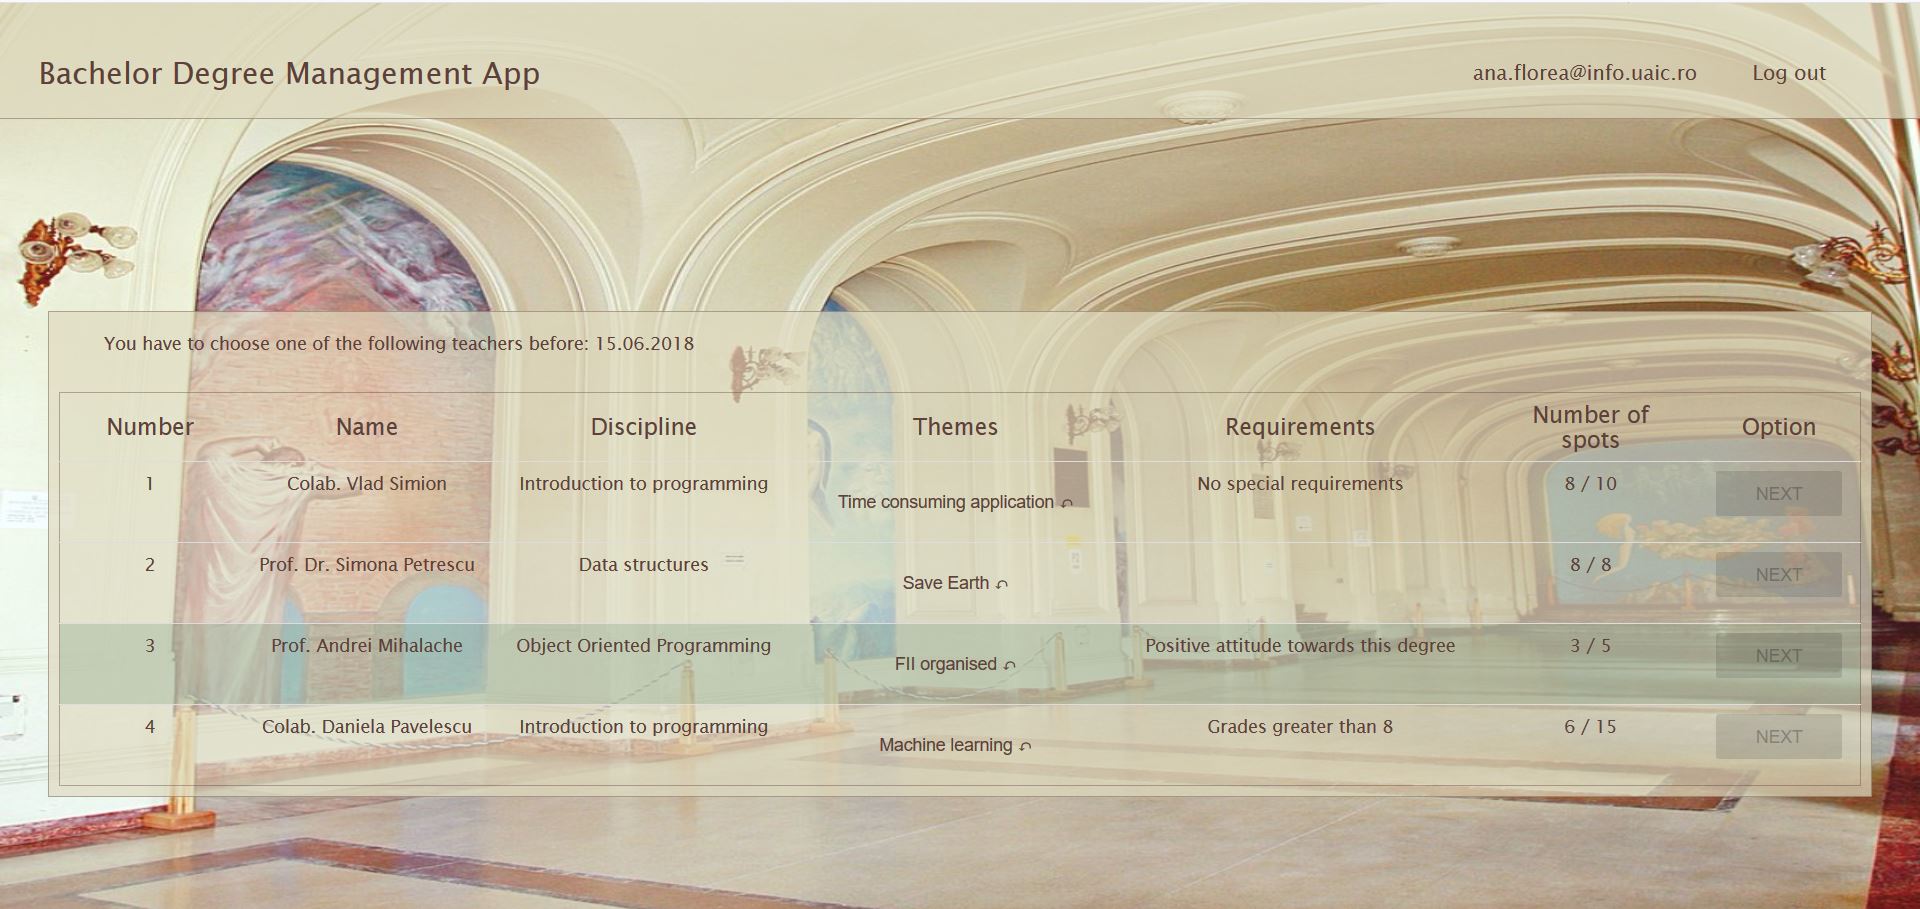 Bachelor Degree Management App
ana.florea@info.uaic.ro Log out
You have to choose one of the following teachers before: 15.06.2018
Number Name Discipline Themes Requirements Number of spots Option
1 Colab. Vlad Simion Introduction to programming Time consuming application No special requirements 8 / 10 NEXT
2 Prof. Dr. Simona Petrescu Data structures Save Earth 8 / 8 NEXT
3 Prof. Andrei Mihalache Object Oriented Programming FII organised Positive attitude towards this degree 3 / 5 NEXT
4 Colab. Daniela Pavelescu Introduction to programming Machine learning Grades greater than 8 6 / 15 NEXT